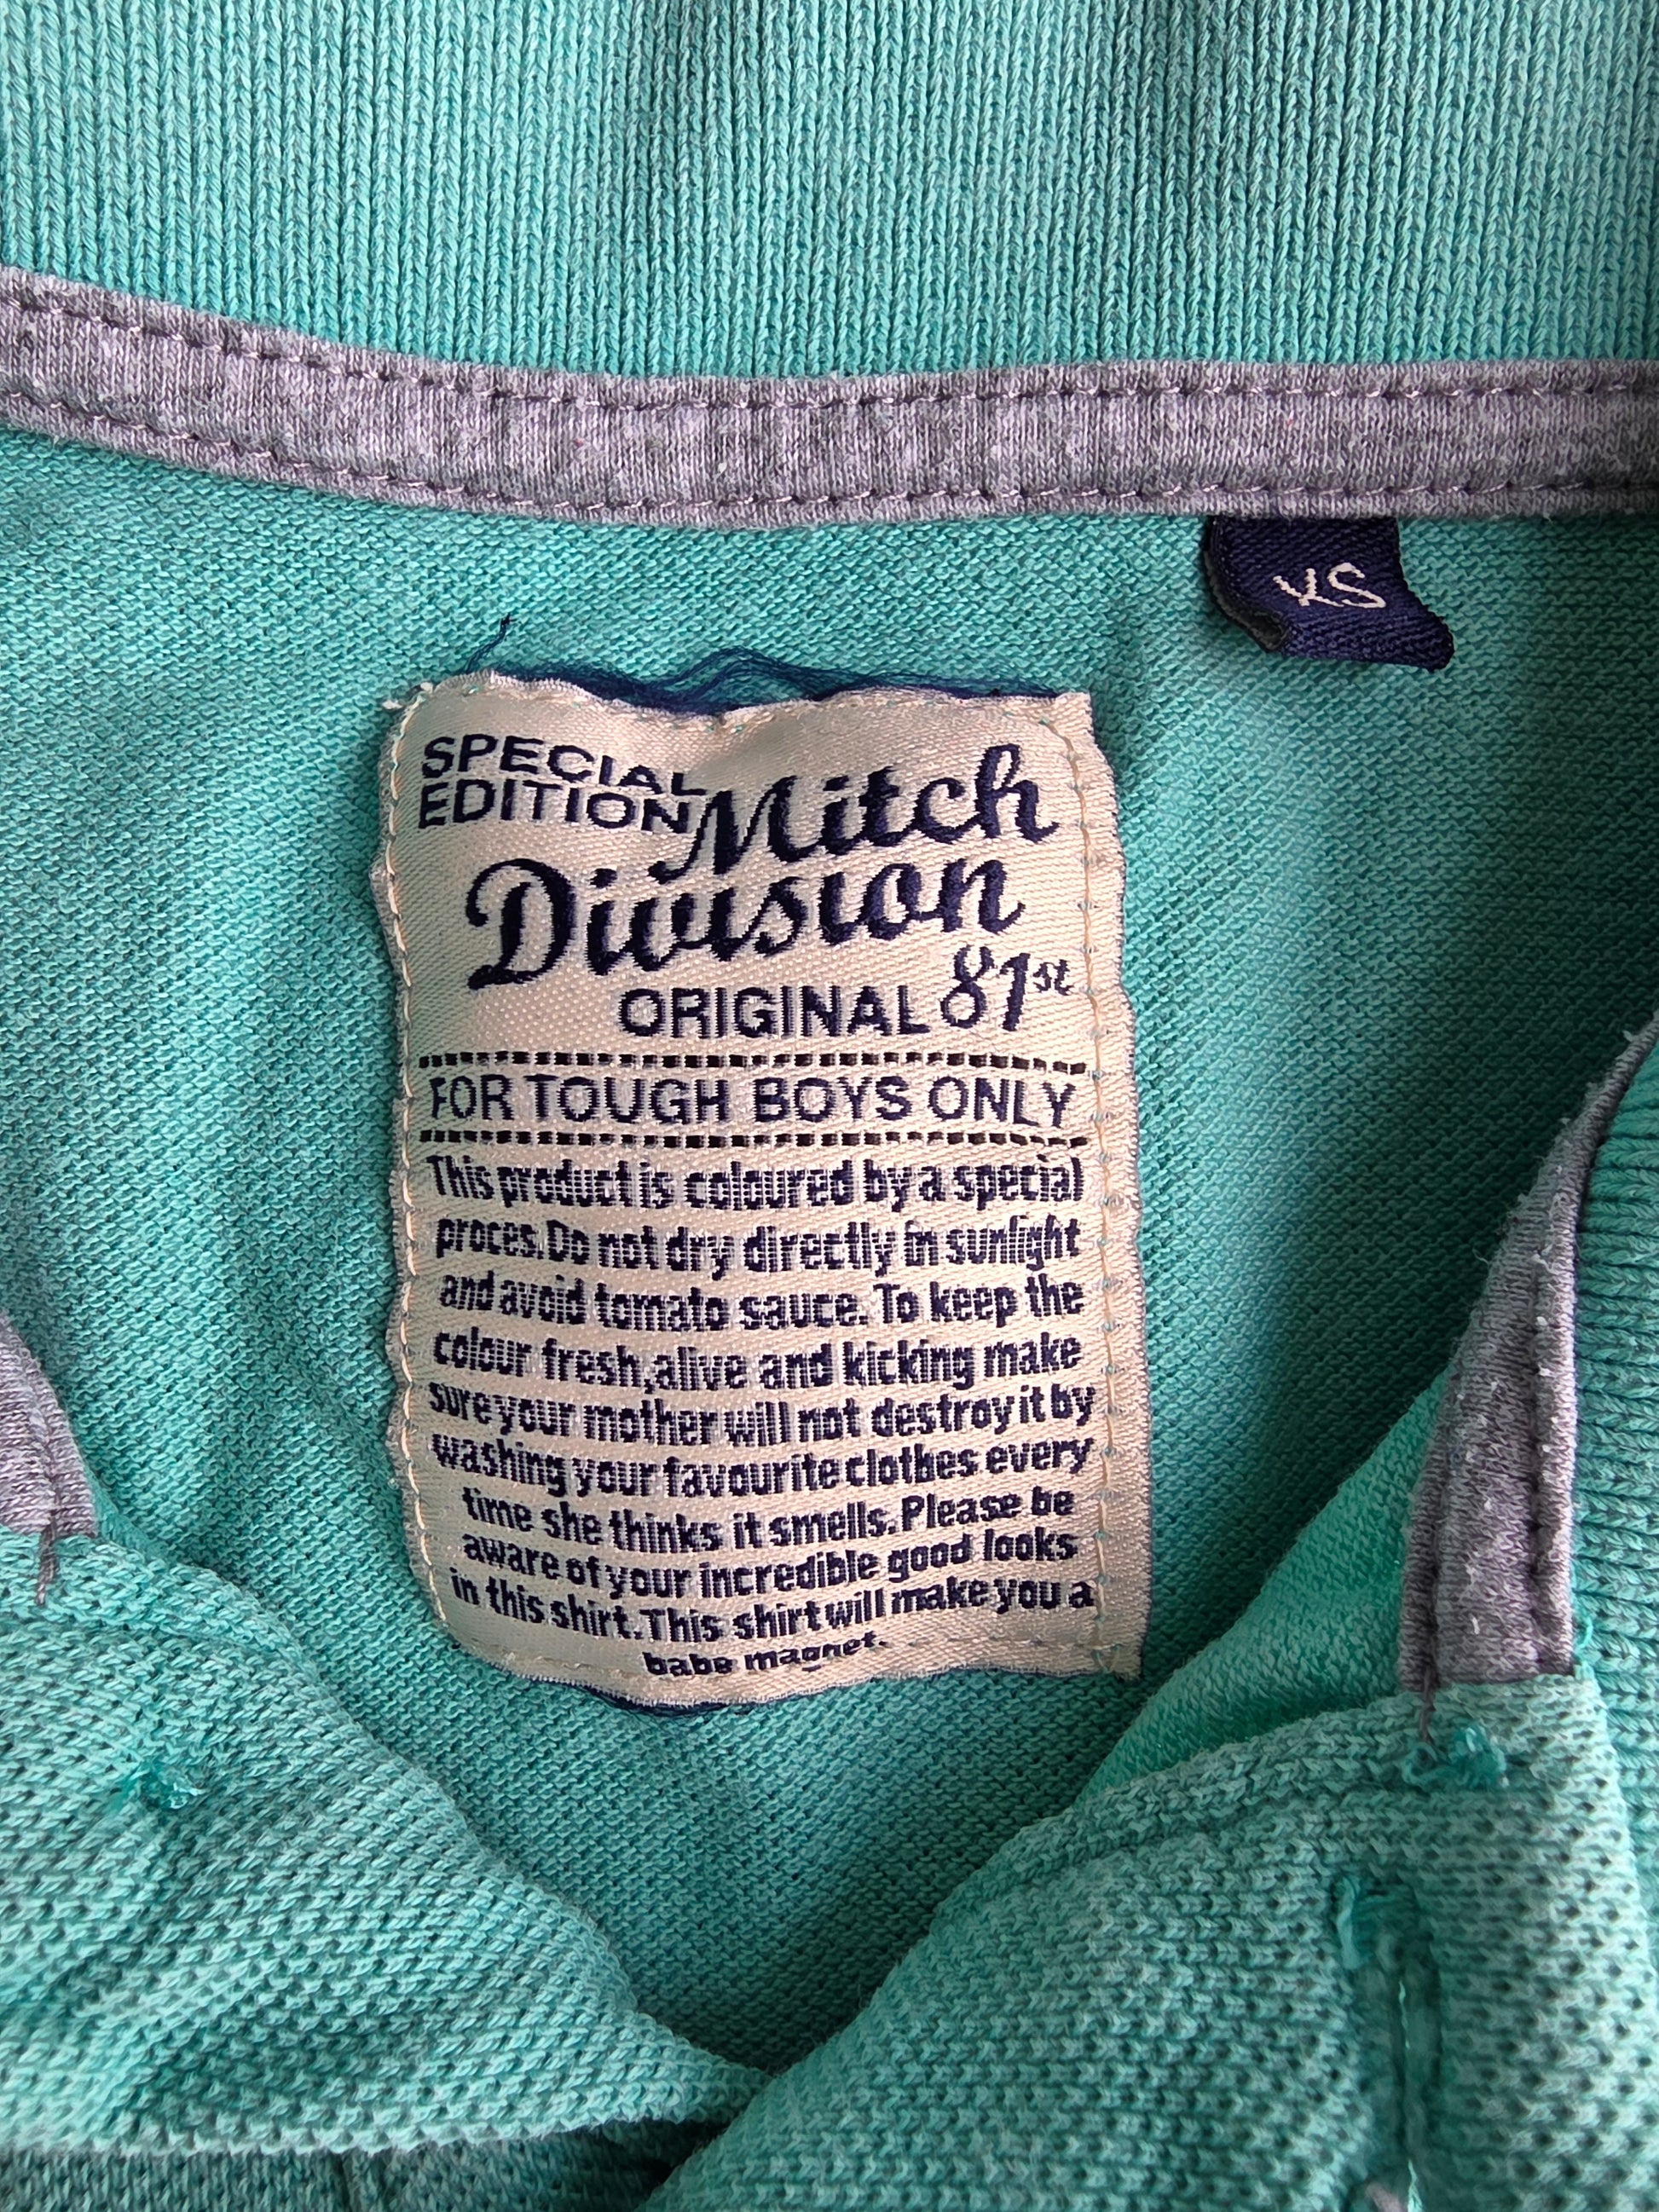 XS
SPECIAL
EDITION
Mitch
Division
ORIGINAL 81st
FOR TOUGH BOYS ONLY
This product is coloured by a special
proces. Do not dry directly in sunlight
and avoid tomato sauce. To keep the
colour fresh, alive and kicking make
sure your mother will not destroy it by
washing your favourite clothes every
time she thinks it smells. Please be
aware of your incredible good looks
in this shirt. This shirt will make you a
babe magnet.